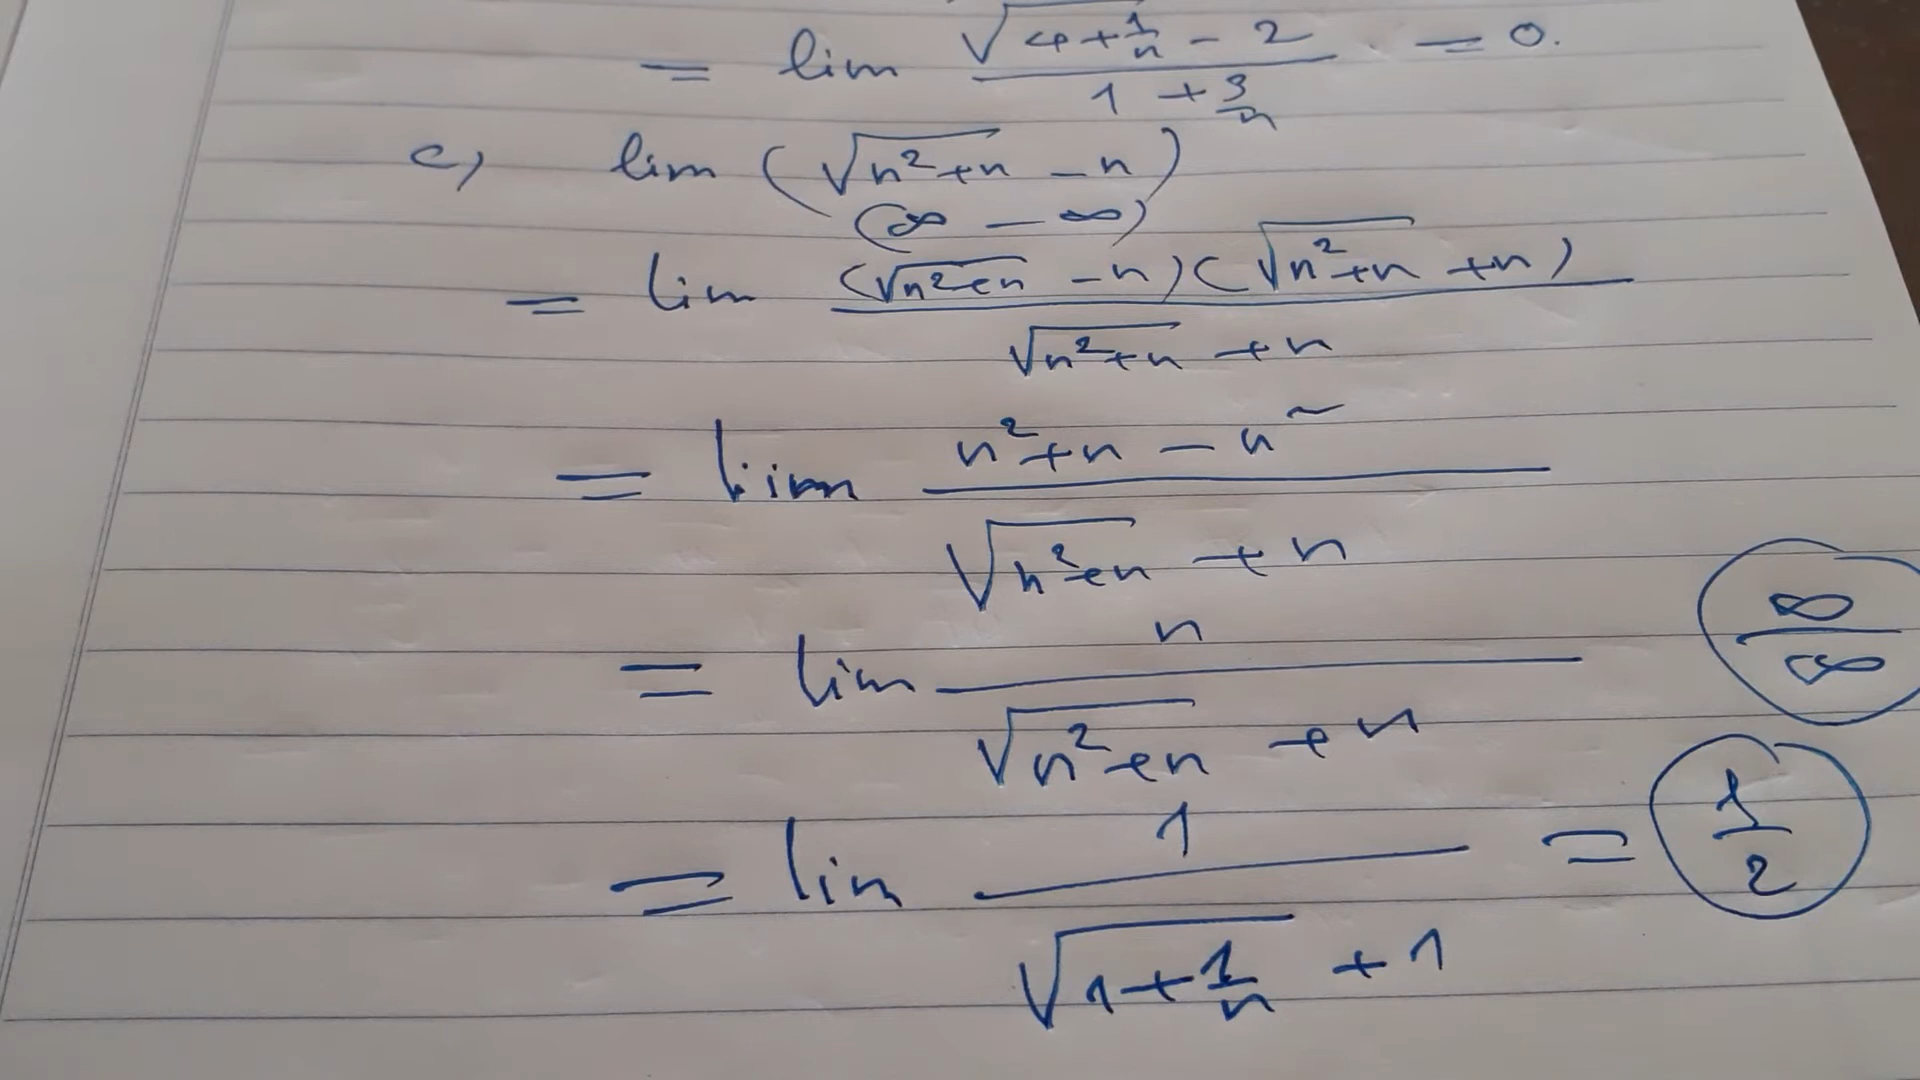 = lim (√(4+1/n) - 2)/(1 + 3/n) = 0.
c, lim (√(n²+n) - n)
(∞ - ∞)
= lim ((√(n²+n) - n)(√(n²+n) + n))/(√(n²+n) + n)
= lim (n²+n - n²)/(√(n²+n) + n)
= lim n/(√(n²+n) + n) ∞/∞
= lim 1/(√(1+1/n) + 1) = 1/2